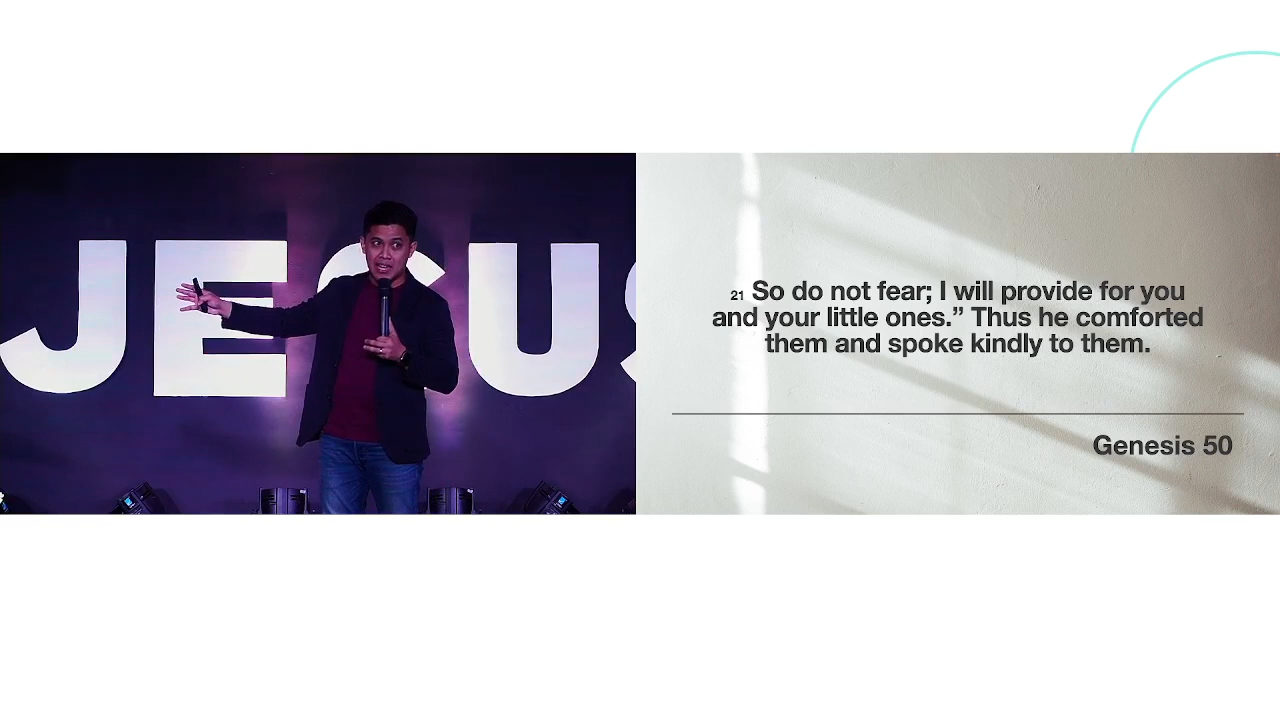 JESUS
21 So do not fear; I will provide for you
and your little ones.” Thus he comforted
them and spoke kindly to them.
Genesis 50